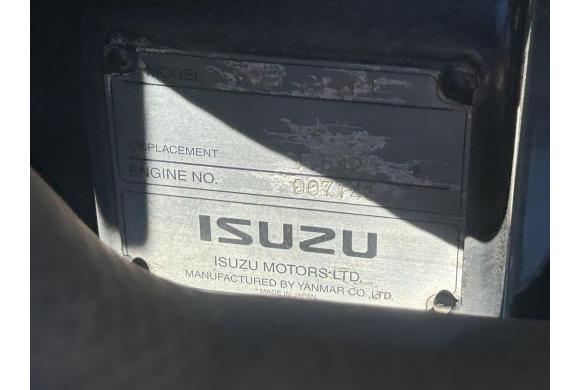 MODEL
DISPLACEMENT
ENGINE NO.
ISUZU
ISUZU MOTORS LTD.
MANUFACTURED BY YANMAR CO.,LTD.
* MADE IN JAPAN